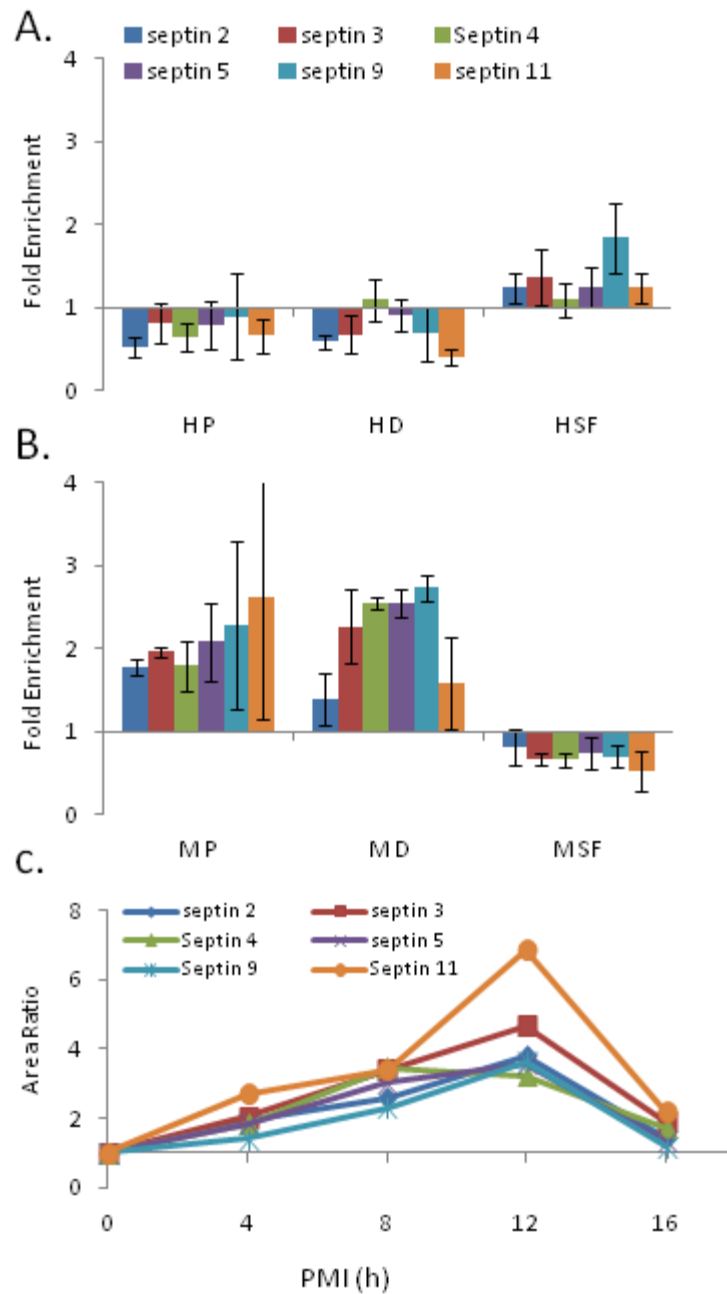 A.
septin 2 septin 3 Septin 4
septin 5 septin 9 septin 11
4
3
2
1
0
Fold Enrichment
HP HD HSF
B.
4
3
2
1
0
Fold Enrichment
MP MD MSF
C.
septin 2 septin 3
Septin 4 septin 5
Septin 9 Septin 11
8
6
4
2
0
Area Ratio
0 4 8 12 16
PMI (h)